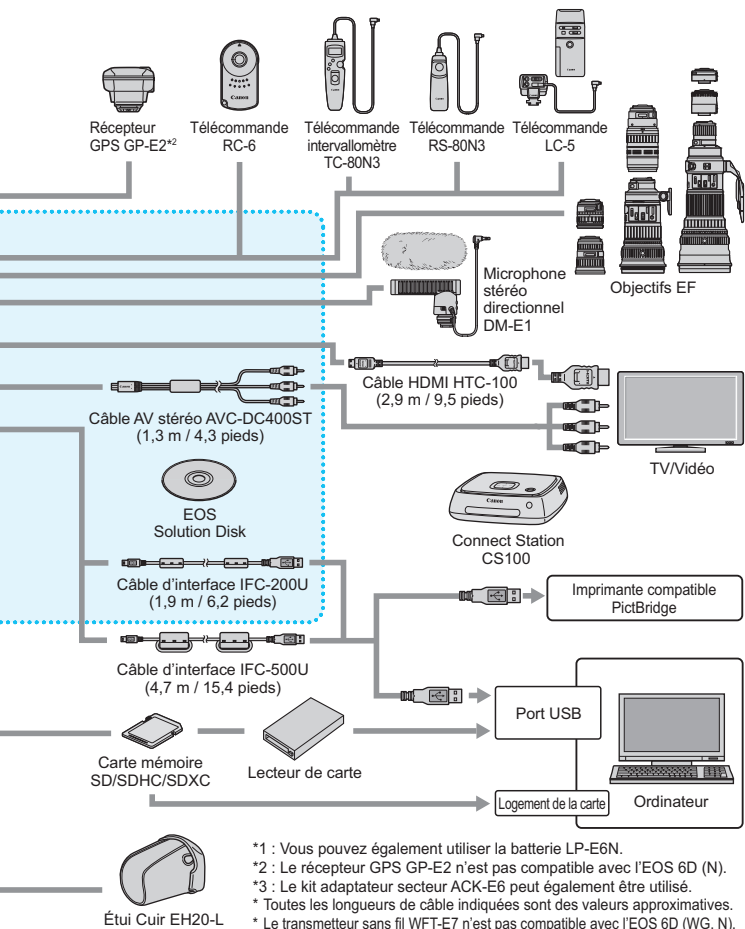 Récepteur
GPS GP-E2*2
Télécommande
RC-6
Télécommande
intervallomètre
TC-80N3
Télécommande
RS-80N3
Télécommande
LC-5
Canon
Objectifs EF
Microphone
stéréo
directionnel
DM-E1
Câble HDMI HTC-100
(2,9 m / 9,5 pieds)
Câble AV stéréo AVC-DC400ST
(1,3 m / 4,3 pieds)
TV/Vidéo
EOS
Solution Disk
Canon
Connect Station
CS100
Câble d'interface IFC-200U
(1,9 m / 6,2 pieds)
Imprimante compatible
PictBridge
Câble d'interface IFC-500U
(4,7 m / 15,4 pieds)
Port USB
Carte mémoire
SD/SDHC/SDXC
Lecteur de carte
Logement de la carte
Ordinateur
Étui Cuir EH20-L
*1 : Vous pouvez également utiliser la batterie LP-E6N.
*2 : Le récepteur GPS GP-E2 n'est pas compatible avec l'EOS 6D (N).
*3 : Le kit adaptateur secteur ACK-E6 peut également être utilisé.
* Toutes les longueurs de câble indiquées sont des valeurs approximatives.
* Le transmetteur sans fil WFT-E7 n'est pas compatible avec l'EOS 6D (WG, N).